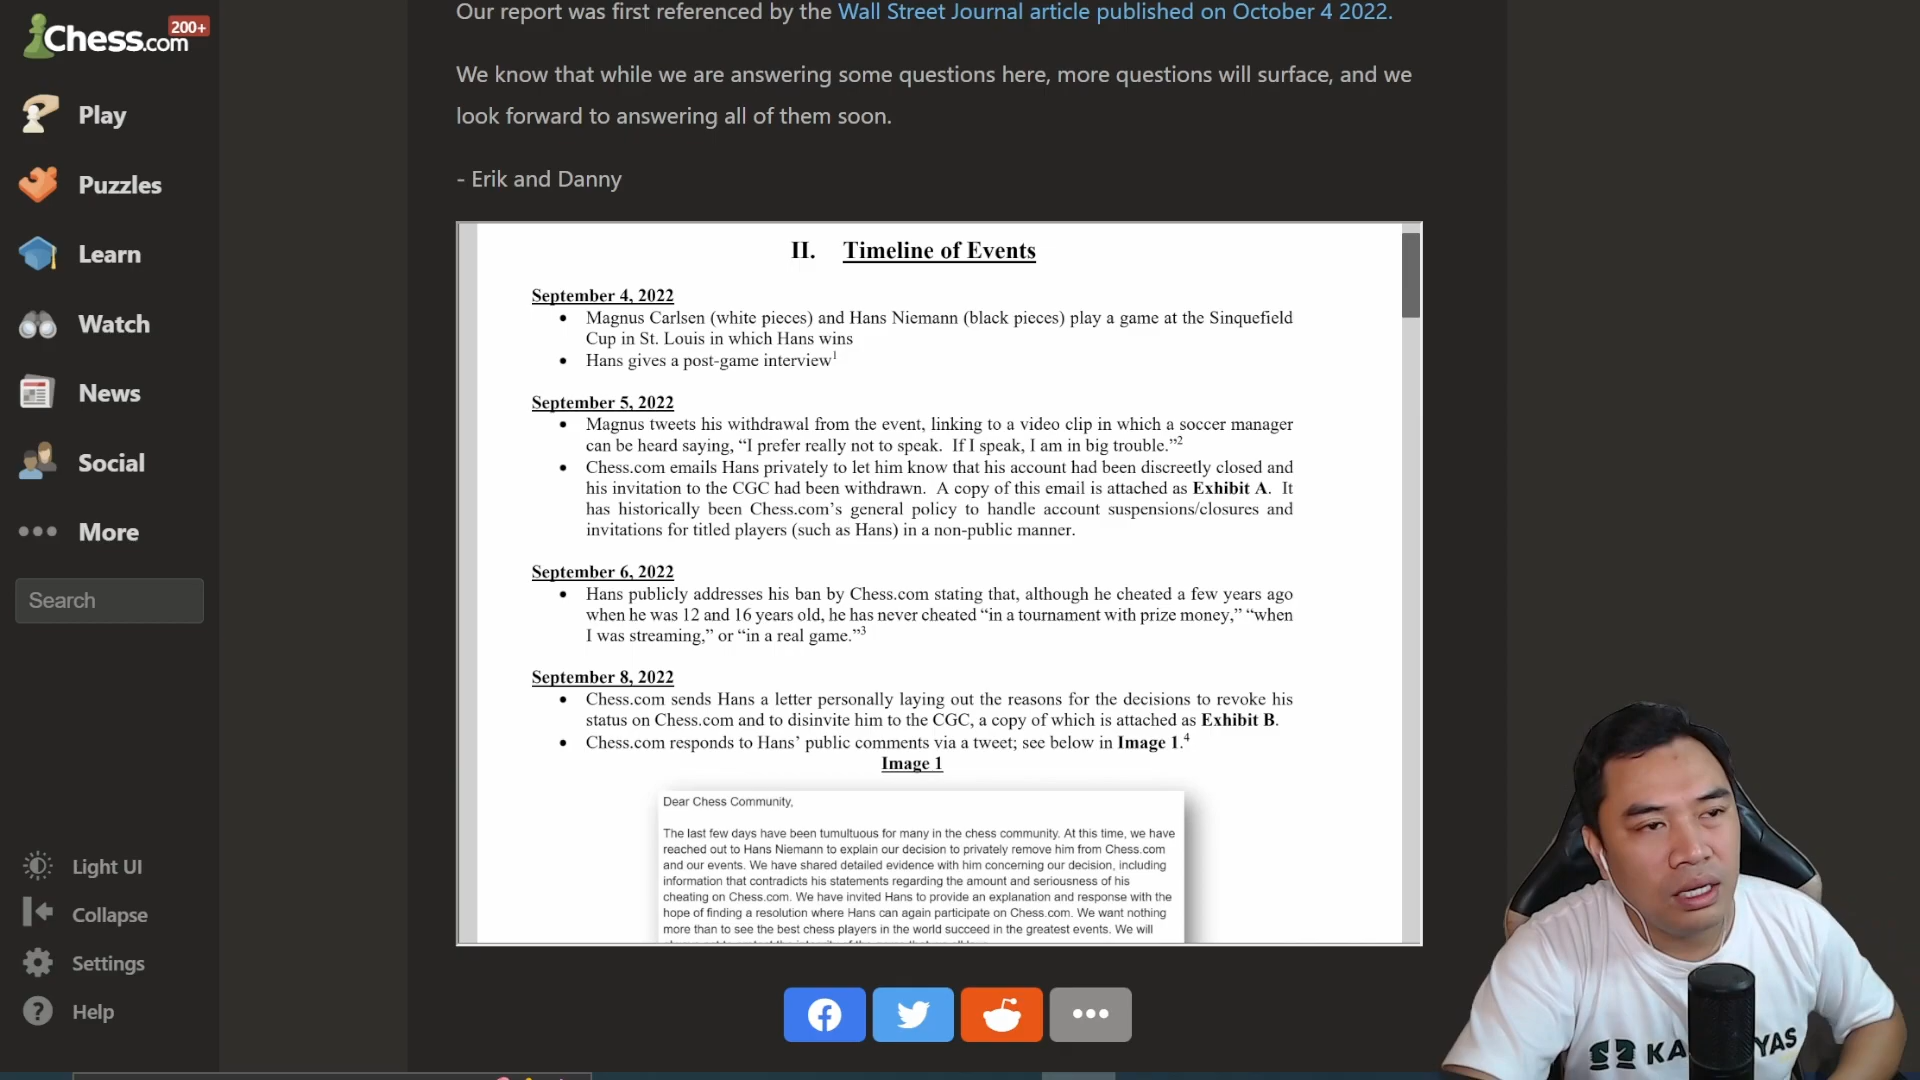 Chess.com
200+
Play
Puzzles
Learn
Watch
News
Social
More
Search
Light UI
Collapse
Settings
Help
Our report was first referenced by the Wall Street Journal article published on October 4 2022.
We know that while we are answering some questions here, more questions will surface, and we
look forward to answering all of them soon.
- Erik and Danny
II. Timeline of Events
September 4, 2022
• Magnus Carlsen (white pieces) and Hans Niemann (black pieces) play a game at the Sinquefield
Cup in St. Louis in which Hans wins
• Hans gives a post-game interview1
September 5, 2022
• Magnus tweets his withdrawal from the event, linking to a video clip in which a soccer manager
can be heard saying, “I prefer really not to speak. If I speak, I am in big trouble.”2
• Chess.com emails Hans privately to let him know that his account had been discreetly closed and
his invitation to the CGC had been withdrawn. A copy of this email is attached as Exhibit A. It
has historically been Chess.com’s general policy to handle account suspensions/closures and
invitations for titled players (such as Hans) in a non-public manner.
September 6, 2022
• Hans publicly addresses his ban by Chess.com stating that, although he cheated a few years ago
when he was 12 and 16 years old, he has never cheated “in a tournament with prize money,” “when
I was streaming,” or “in a real game.”3
September 8, 2022
• Chess.com sends Hans a letter personally laying out the reasons for the decisions to revoke his
status on Chess.com and to disinvite him to the CGC, a copy of which is attached as Exhibit B.
• Chess.com responds to Hans’ public comments via a tweet; see below in Image 1.4
Image 1
Dear Chess Community,
The last few days have been tumultuous for many in the chess community. At this time, we have
reached out to Hans Niemann to explain our decision to privately remove him from Chess.com
and our events. We have shared detailed evidence with him concerning our decision, including
information that contradicts his statements regarding the amount and seriousness of his
cheating on Chess.com. We have invited Hans to provide an explanation and response with the
hope of finding a resolution where Hans can again participate on Chess.com. We want nothing
more than to see the best chess players in the world succeed in the greatest events. We will